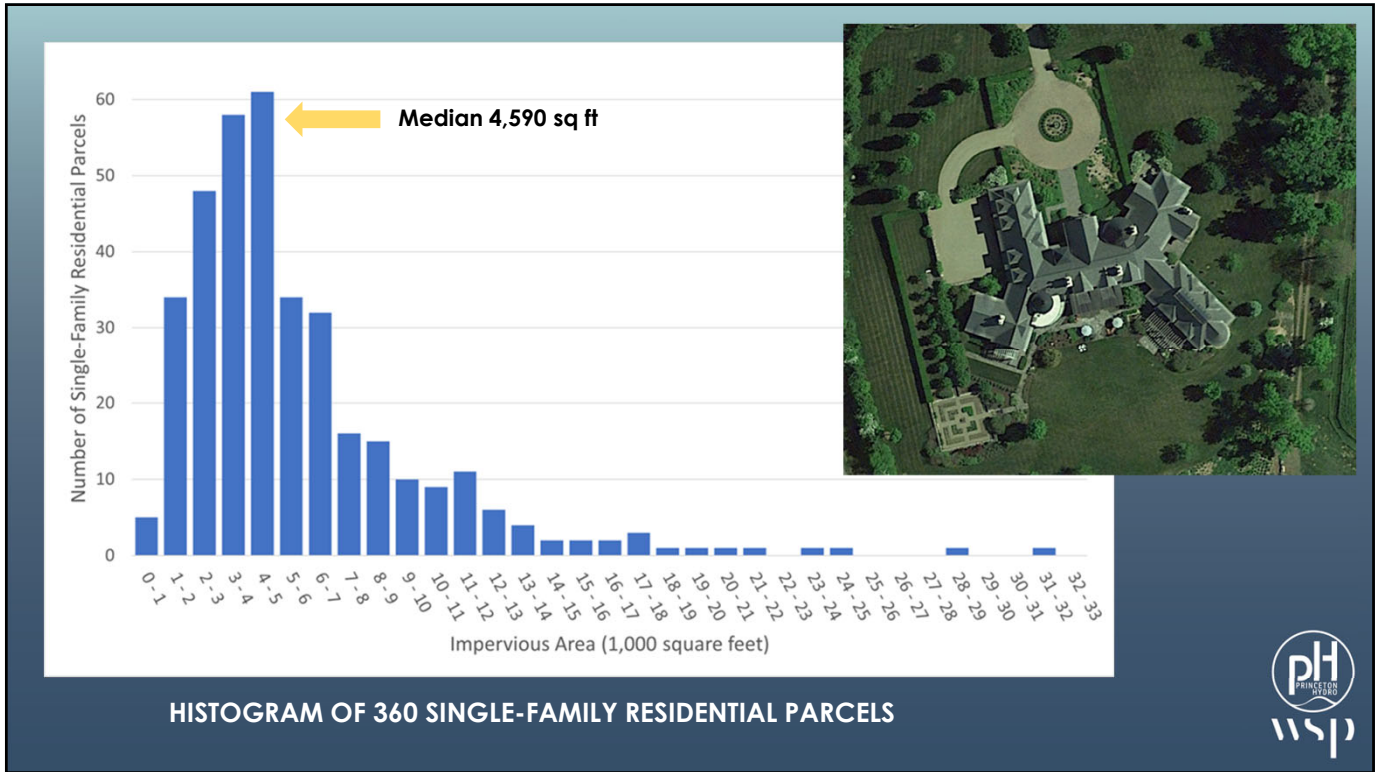 Number of Single-Family Residential Parcels
60
50
40
30
20
10
0
Median 4,590 sq ft
0 - 1
1 - 2
2 - 3
3 - 4
4 - 5
5 - 6
6 - 7
7 - 8
8 - 9
9 - 10
10 - 11
11 - 12
12 - 13
13 - 14
14 - 15
15 - 16
16 - 17
17 - 18
18 - 19
19 - 20
20 - 21
21 - 22
22 - 23
23 - 24
24 - 25
25 - 26
26 - 27
27 - 28
28 - 29
29 - 30
30 - 31
31 - 32
32 - 33
Impervious Area (1,000 square feet)
HISTOGRAM OF 360 SINGLE-FAMILY RESIDENTIAL PARCELS
pH
PRINCETON
HYDRO
wsp